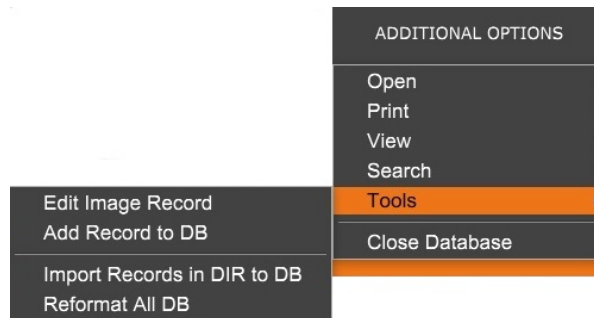 ADDITIONAL OPTIONS
Open
Print
View
Search
Tools
Close Database
Edit Image Record
Add Record to DB
Import Records in DIR to DB
Reformat All DB